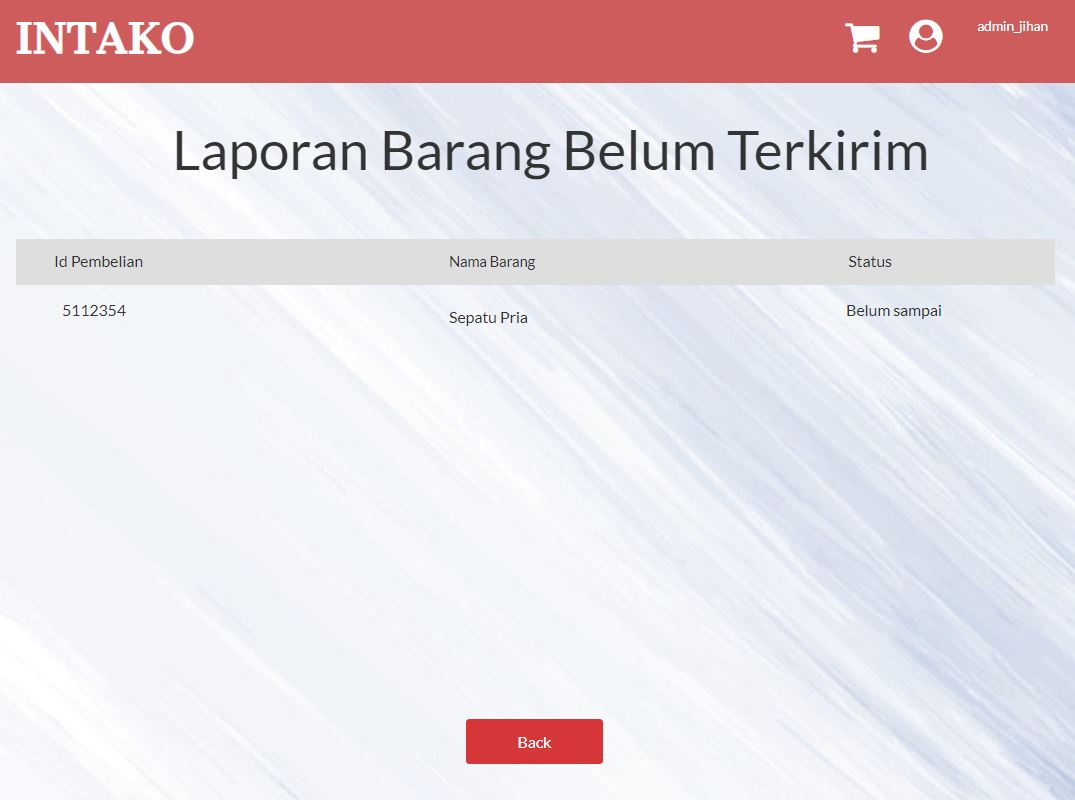 INTAKO
admin_jihan
Laporan Barang Belum Terkirim
Id Pembelian Nama Barang Status
5112354 Sepatu Pria Belum sampai
Back